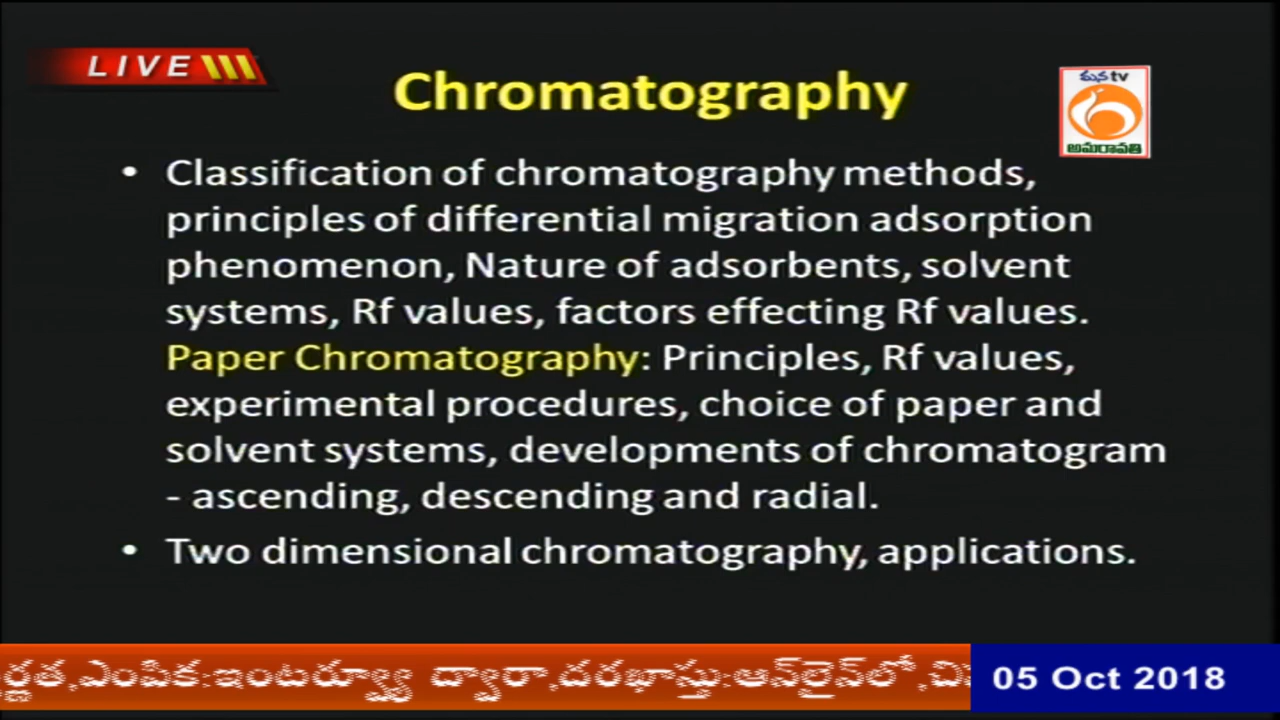 LIVE
Chromatography
మన tv
అమరావతి
• Classification of chromatography methods,
principles of differential migration adsorption
phenomenon, Nature of adsorbents, solvent
systems, Rf values, factors effecting Rf values.
Paper Chromatography: Principles, Rf values,
experimental procedures, choice of paper and
solvent systems, developments of chromatogram
- ascending, descending and radial.
• Two dimensional chromatography, applications.
ఎంపిక:ఇంటర్వ్యూ ద్వారా,దరఖాస్తు:ఆన్‌లైన్‌లో,
05 Oct 2018